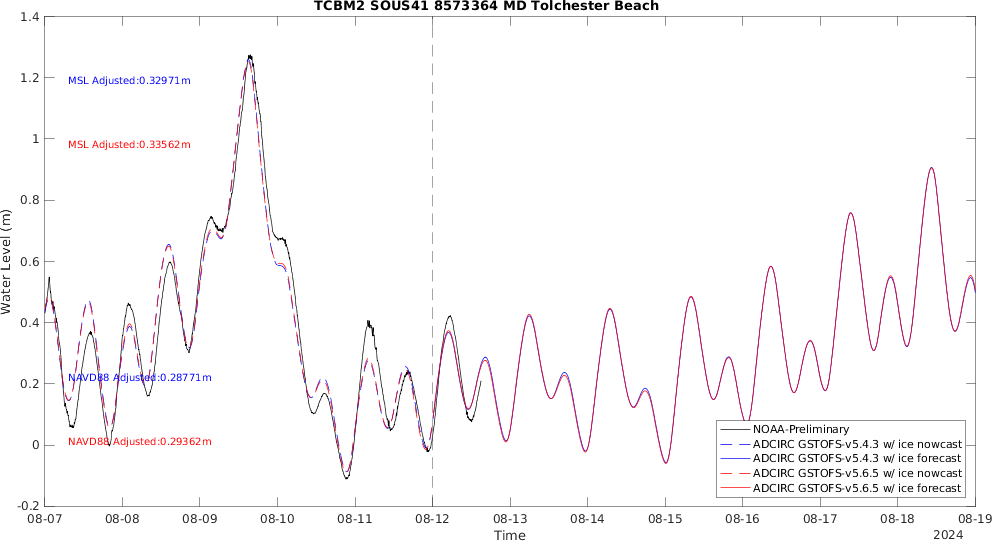 TCBM2 SOUS41 8573364 MD Tolchester Beach
1.4
1.2
1
0.8
0.6
0.4
0.2
0
-0.2
Water Level (m)
MSL Adjusted:0.32971m
MSL Adjusted:0.33562m
NAVD88 Adjusted:0.28771m
NAVD88 Adjusted:0.29362m
NOAA-Preliminary
ADCIRC GSTOFS-v5.4.3 w/ ice nowcast
ADCIRC GSTOFS-v5.4.3 w/ ice forecast
ADCIRC GSTOFS-v5.6.5 w/ ice nowcast
ADCIRC GSTOFS-v5.6.5 w/ ice forecast
08-07 08-08 08-09 08-10 08-11 08-12 08-13 08-14 08-15 08-16 08-17 08-18 08-19
Time
2024